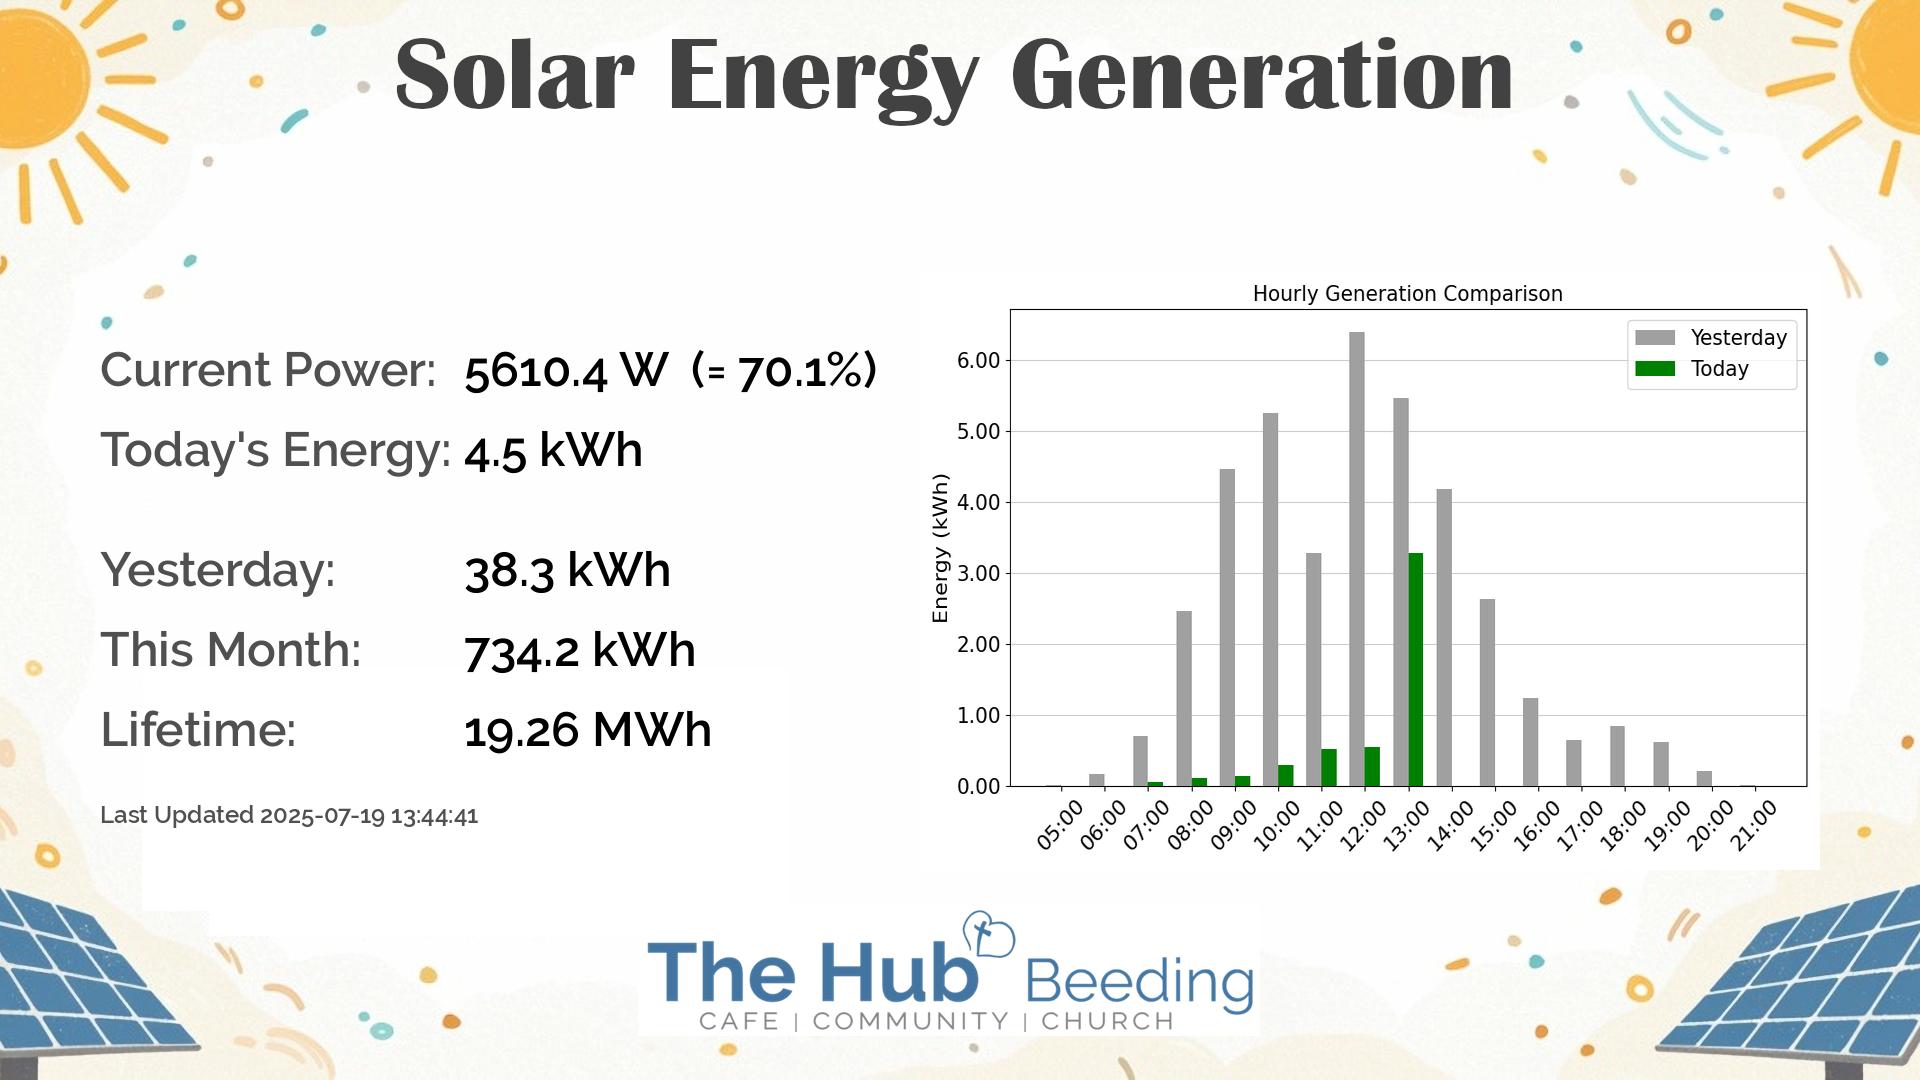 Solar Energy Generation
Current Power: 5610.4 W (= 70.1%)
Today's Energy: 4.5 kWh
Yesterday: 38.3 kWh
This Month: 734.2 kWh
Lifetime: 19.26 MWh
Last Updated 2025-07-19 13:44:41
Hourly Generation Comparison
Yesterday
Today
Energy (kWh)
6.00
5.00
4.00
3.00
2.00
1.00
0.00
05:00 06:00 07:00 08:00 09:00 10:00 11:00 12:00 13:00 14:00 15:00 16:00 17:00 18:00 19:00 20:00 21:00
The Hub Beeding
CAFE | COMMUNITY | CHURCH